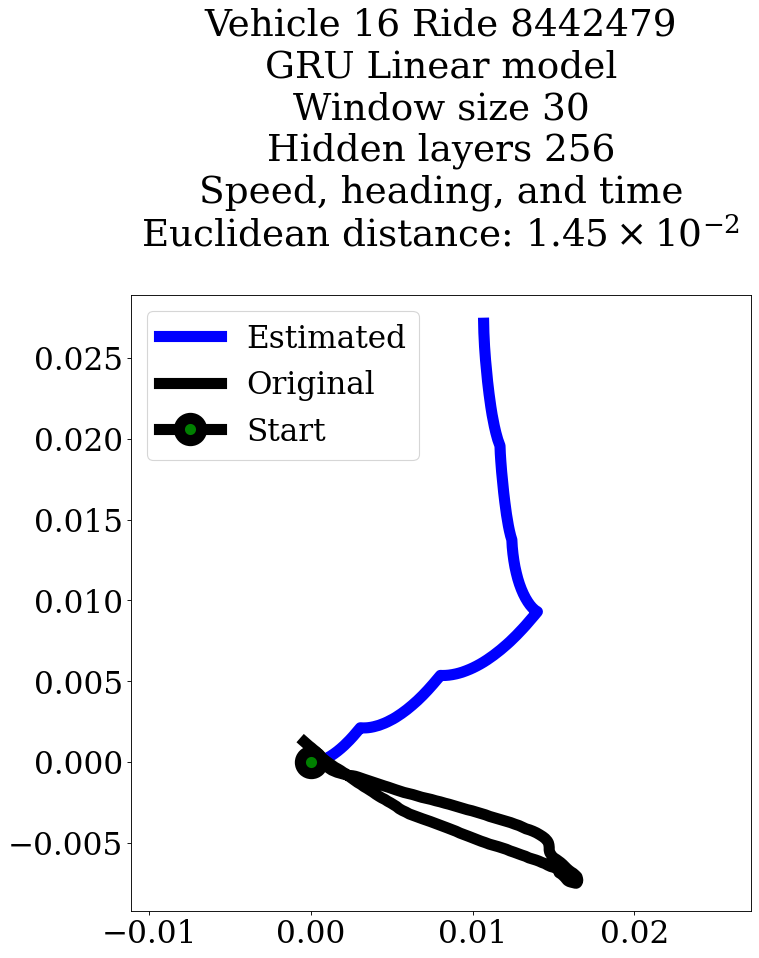 Vehicle 16 Ride 8442479
GRU Linear model
Window size 30
Hidden layers 256
Speed, heading, and time
Euclidean distance: 1.45 × 10⁻²
Estimated
Original
Start
0.025
0.020
0.015
0.010
0.005
0.000
−0.005
−0.01 0.00 0.01 0.02